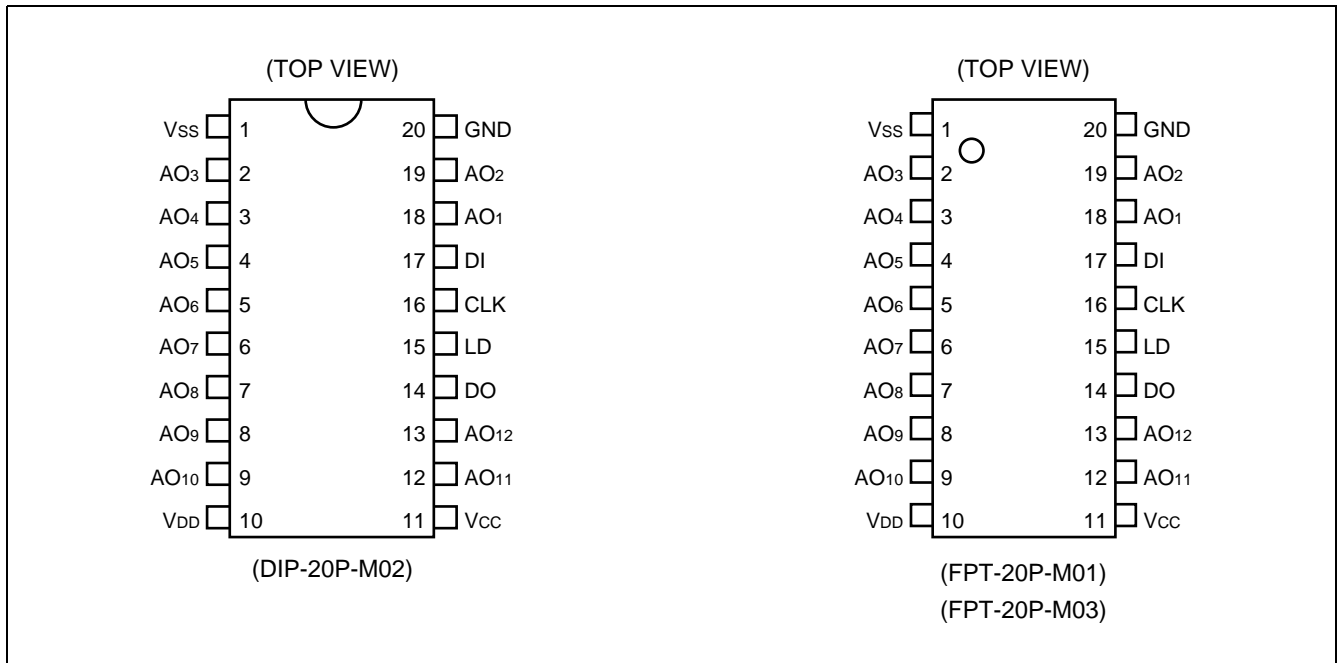 (TOP VIEW)
VSS 1 20 GND
AO3 2 19 AO2
AO4 3 18 AO1
AO5 4 17 DI
AO6 5 16 CLK
AO7 6 15 LD
AO8 7 14 DO
AO9 8 13 AO12
AO10 9 12 AO11
VDD 10 11 VCC
(DIP-20P-M02)
(TOP VIEW)
VSS 1 20 GND
AO3 2 19 AO2
AO4 3 18 AO1
AO5 4 17 DI
AO6 5 16 CLK
AO7 6 15 LD
AO8 7 14 DO
AO9 8 13 AO12
AO10 9 12 AO11
VDD 10 11 VCC
(FPT-20P-M01)
(FPT-20P-M03)